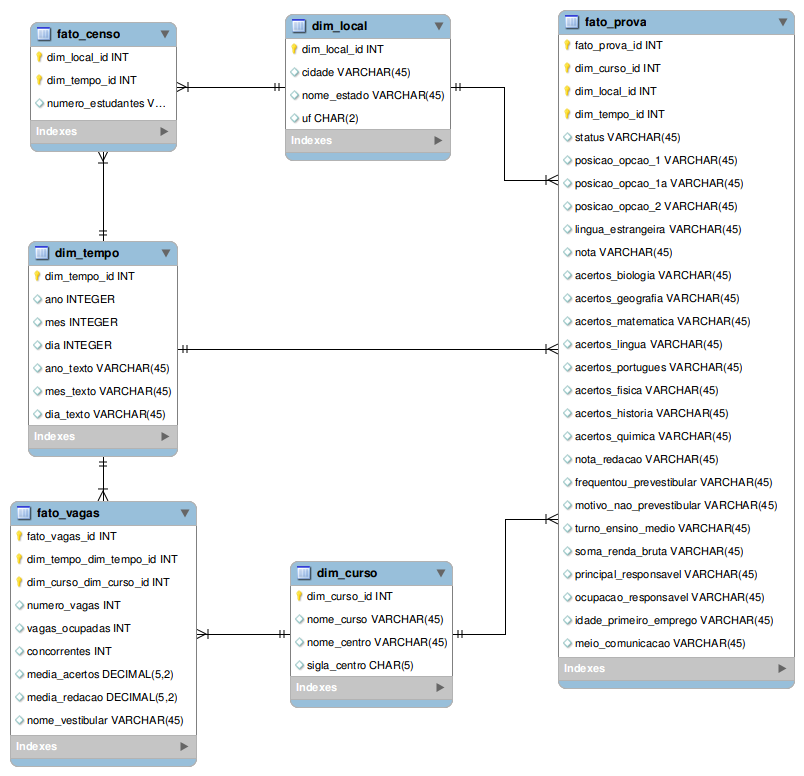 fato_censo
dim_local_id INT
dim_tempo_id INT
numero_estudantes V...
Indexes
dim_local
dim_local_id INT
cidade VARCHAR(45)
nome_estado VARCHAR(45)
uf CHAR(2)
Indexes
fato_prova
fato_prova_id INT
dim_curso_id INT
dim_local_id INT
dim_tempo_id INT
status VARCHAR(45)
posicao_opcao_1 VARCHAR(45)
posicao_opcao_1a VARCHAR(45)
posicao_opcao_2 VARCHAR(45)
lingua_estrangeira VARCHAR(45)
nota VARCHAR(45)
acertos_biologia VARCHAR(45)
acertos_geografia VARCHAR(45)
acertos_matematica VARCHAR(45)
acertos_lingua VARCHAR(45)
acertos_portugues VARCHAR(45)
acertos_fisica VARCHAR(45)
acertos_historia VARCHAR(45)
acertos_quimica VARCHAR(45)
nota_redacao VARCHAR(45)
frequentou_prevestibular VARCHAR(45)
motivo_nao_prevestibular VARCHAR(45)
turno_ensino_medio VARCHAR(45)
soma_renda_bruta VARCHAR(45)
principal_responsavel VARCHAR(45)
ocupacao_responsavel VARCHAR(45)
idade_primeiro_emprego VARCHAR(45)
meio_comunicacao VARCHAR(45)
Indexes
dim_tempo
dim_tempo_id INT
ano INTEGER
mes INTEGER
dia INTEGER
ano_texto VARCHAR(45)
mes_texto VARCHAR(45)
dia_texto VARCHAR(45)
Indexes
fato_vagas
fato_vagas_id INT
dim_tempo_dim_tempo_id INT
dim_curso_dim_curso_id INT
numero_vagas INT
vagas_ocupadas INT
concorrentes INT
media_acertos DECIMAL(5,2)
media_redacao DECIMAL(5,2)
nome_vestibular VARCHAR(45)
Indexes
dim_curso
dim_curso_id INT
nome_curso VARCHAR(45)
nome_centro VARCHAR(45)
sigla_centro CHAR(5)
Indexes